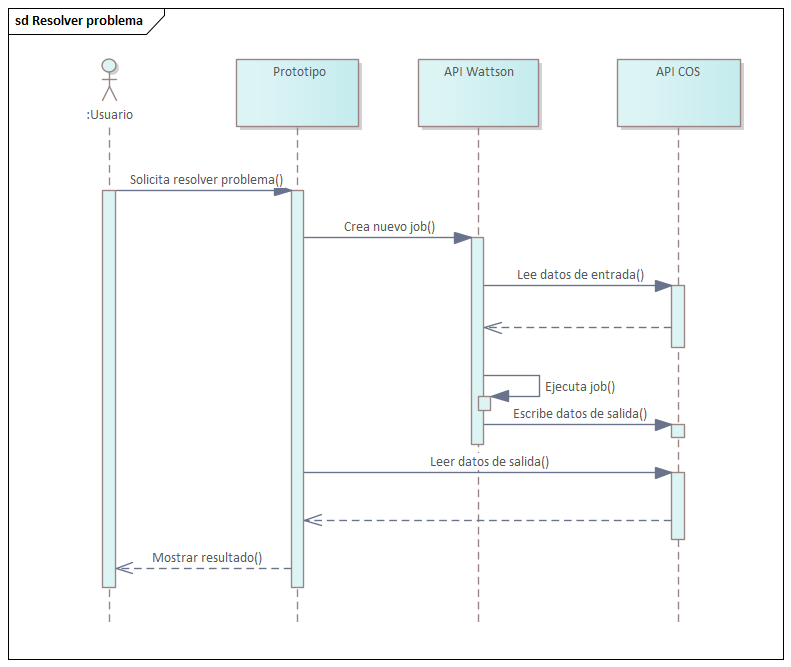 sd Resolver problema
:Usuario
Prototipo
API Wattson
API COS
Solicita resolver problema()
Crea nuevo job()
Lee datos de entrada()
Ejecuta job()
Escribe datos de salida()
Leer datos de salida()
Mostrar resultado()